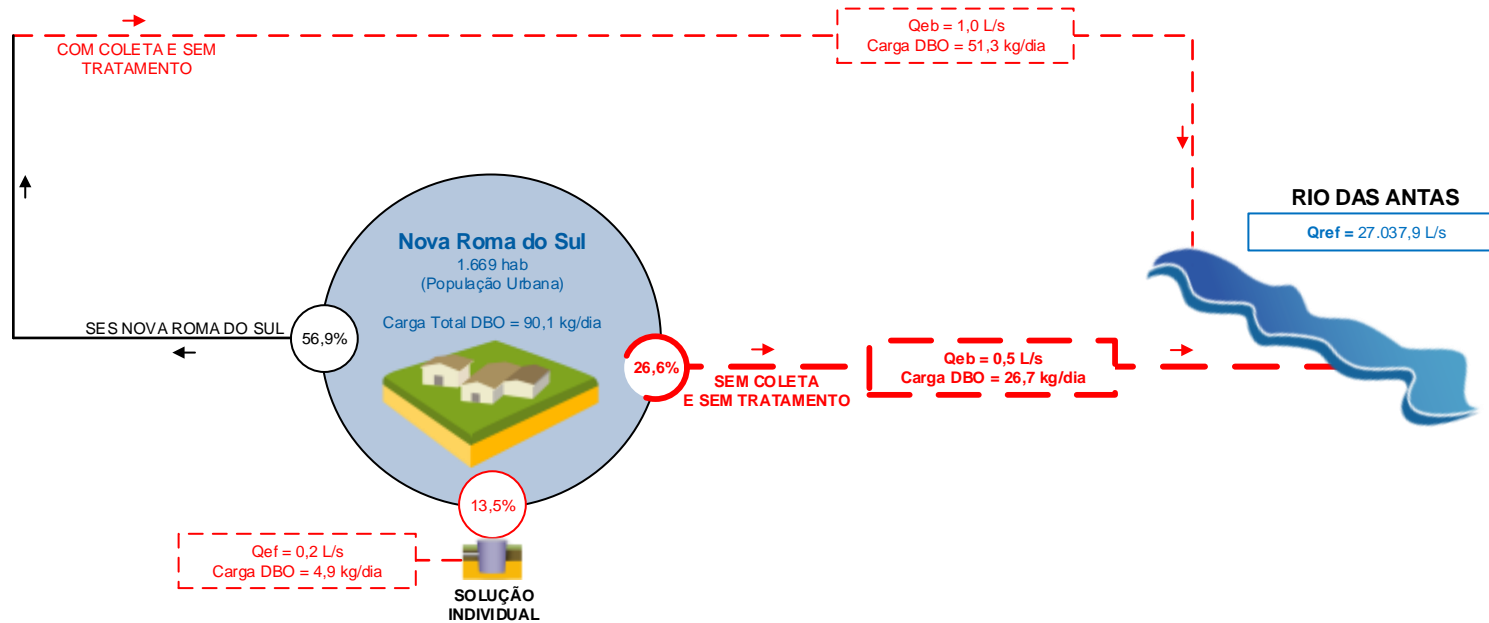 Qeb = 1,0 L/s
Carga DBO = 51,3 kg/dia
COM COLETA E SEM
TRATAMENTO
RIO DAS ANTAS
Qref = 27.037,9 L/s
Nova Roma do Sul
1.669 hab
(População Urbana)
Carga Total DBO = 90,1 kg/dia
SES NOVA ROMA DO SUL
56,9%
26,6%
SEM COLETA
E SEM TRATAMENTO
Qeb = 0,5 L/s
Carga DBO = 26,7 kg/dia
13,5%
Qef = 0,2 L/s
Carga DBO = 4,9 kg/dia
SOLUÇÃO
INDIVIDUAL